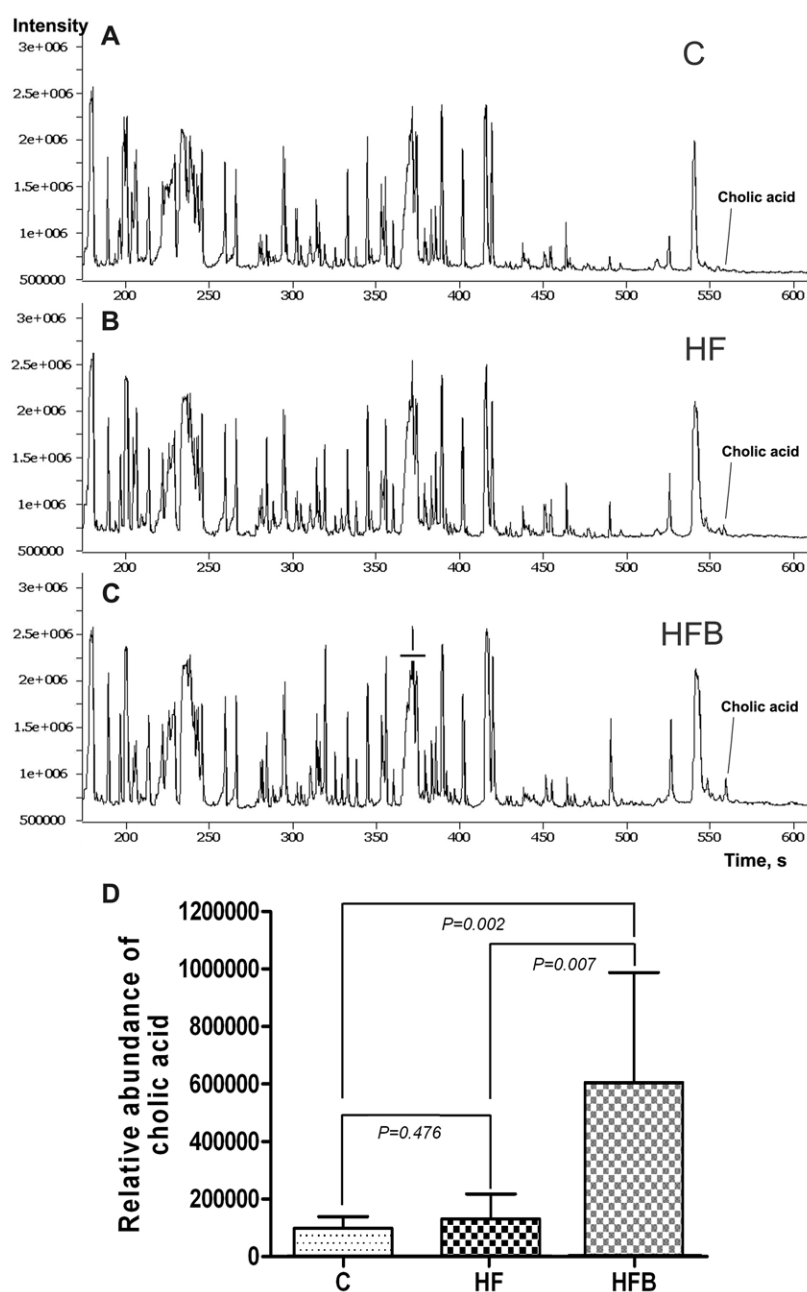 Intensity
A
C
3e+006
2.5e+006
2e+006
1.5e+006
Cholic acid
1e+006
500000
200 250 300 350 400 450 500 550 600
B
HF
3e+006
2.5e+006
2e+006
1.5e+006
Cholic acid
1e+006
500000
200 250 300 350 400 450 500 550 600
C
HFB
3e+006
2.5e+006
2e+006
1.5e+006
Cholic acid
1e+006
500000
200 250 300 350 400 450 500 550 600
Time, s
D
Relative abundance of
cholic acid
1200000
P=0.002
1000000
P=0.007
800000
600000
400000
P=0.476
200000
0
C HF HFB